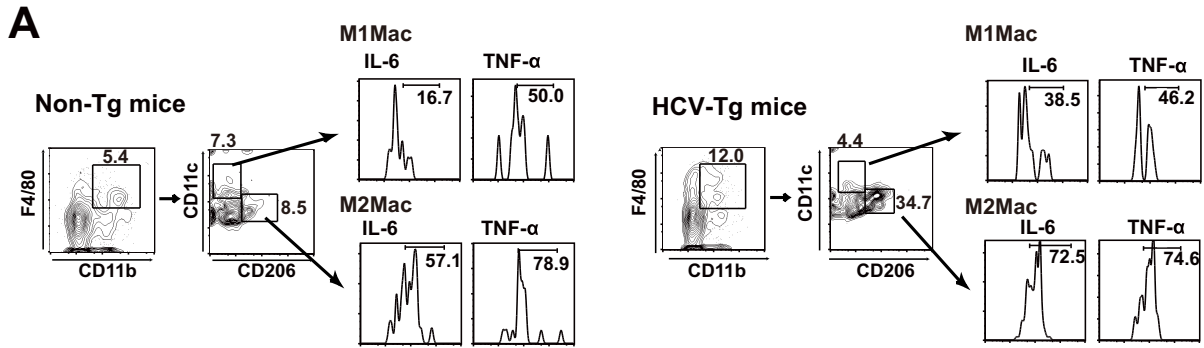 A
Non-Tg mice
5.4
F4/80
CD11b
7.3
8.5
CD11c
CD206
M1Mac
IL-6
TNF-α
16.7
50.0
M2Mac
IL-6
TNF-α
57.1
78.9
HCV-Tg mice
12.0
F4/80
CD11b
4.4
34.7
CD11c
CD206
M1Mac
IL-6
TNF-α
38.5
46.2
M2Mac
IL-6
TNF-α
72.5
74.6